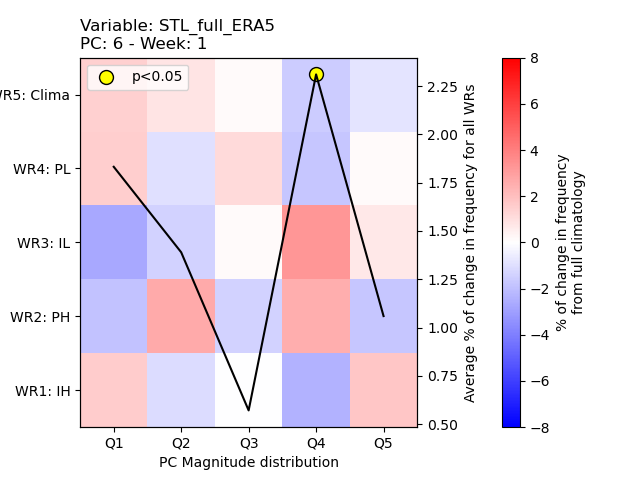 Variable: STL_full_ERA5
PC: 6 - Week: 1
p<0.05
WR5: Clima
WR4: PL
WR3: IL
WR2: PH
WR1: IH
Q1 Q2 Q3 Q4 Q5
PC Magnitude distribution
2.25
2.00
1.75
1.50
1.25
1.00
0.75
0.50
Average % of change in frequency for all WRs
8
6
4
2
0
−2
−4
−6
−8
% of change in frequency
from full climatology